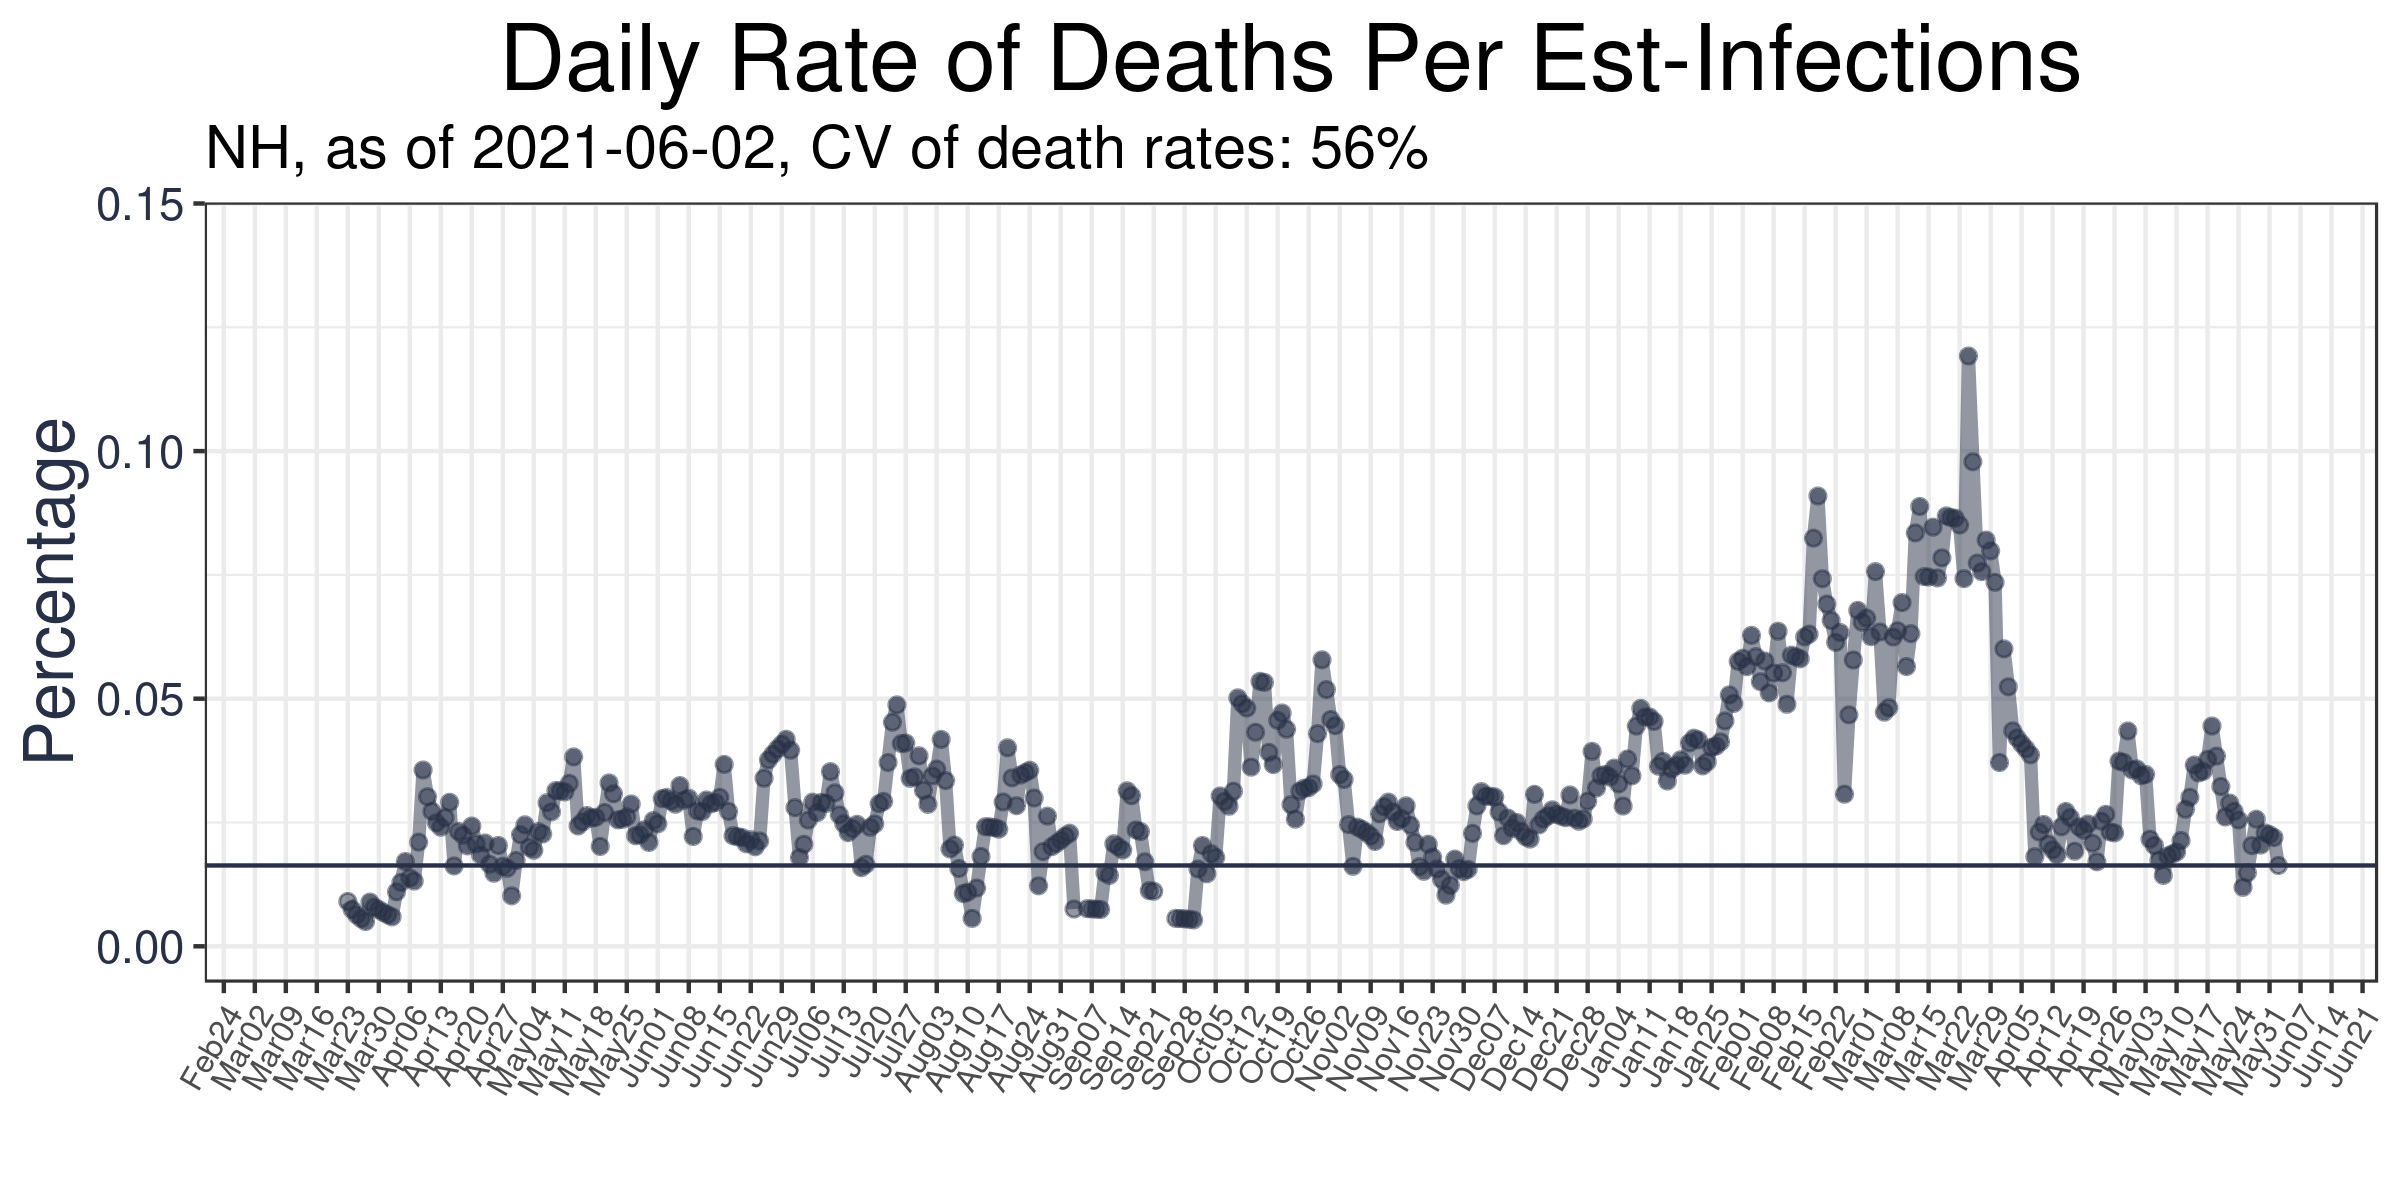 Daily Rate of Deaths Per Est-Infections
NH, as of 2021-06-02, CV of death rates: 56%
Percentage
0.15
0.10
0.05
0.00
Feb24
Mar02
Mar09
Mar16
Mar23
Mar30
Apr06
Apr13
Apr20
Apr27
May04
May11
May18
May25
Jun01
Jun08
Jun15
Jun22
Jun29
Jul06
Jul13
Jul20
Jul27
Aug03
Aug10
Aug17
Aug24
Aug31
Sep07
Sep14
Sep21
Sep28
Oct05
Oct12
Oct19
Oct26
Nov02
Nov09
Nov16
Nov23
Nov30
Dec07
Dec14
Dec21
Dec28
Jan04
Jan11
Jan18
Jan25
Feb01
Feb08
Feb15
Feb22
Mar01
Mar08
Mar15
Mar22
Mar29
Apr05
Apr12
Apr19
Apr26
May03
May10
May17
May24
May31
Jun07
Jun14
Jun21